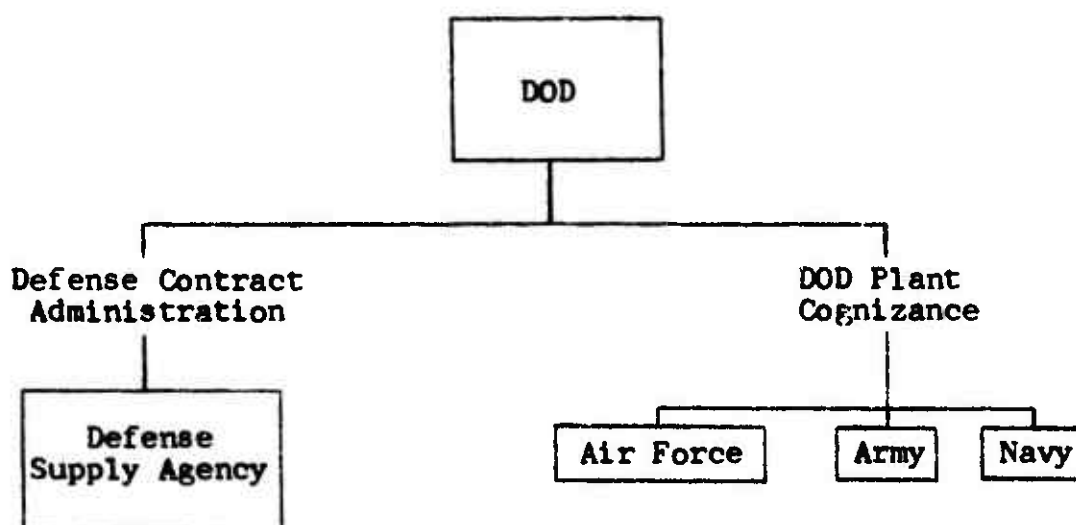 DOD
Defense Contract
Administration
DOD Plant
Cognizance
Defense
Supply Agency
Air Force
Army
Navy